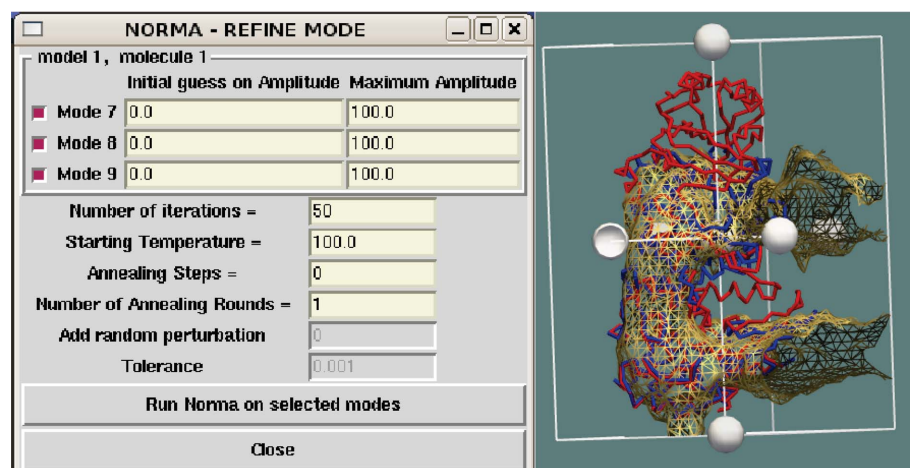 NORMA - REFINE MODE
model 1, molecule 1
Initial guess on Amplitude Maximum Amplitude
Mode 7 0.0 100.0
Mode 8 0.0 100.0
Mode 9 0.0 100.0
Number of iterations = 50
Starting Temperature = 100.0
Annealing Steps = 0
Number of Annealing Rounds = 1
Add random perturbation 0
Tolerance 0.001
Run Norma on selected modes
Close